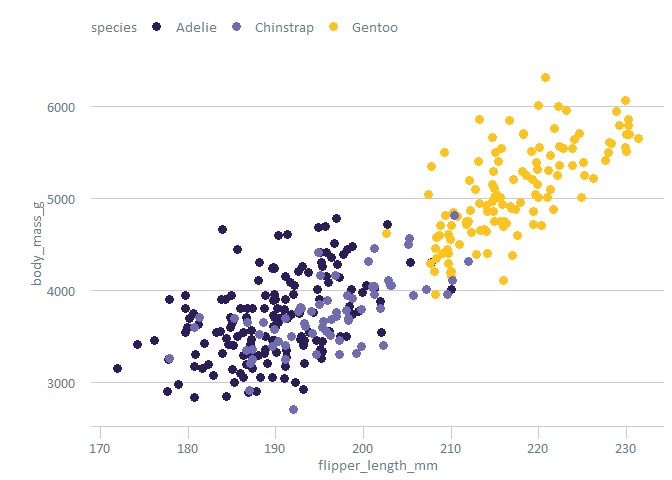 species Adelie Chinstrap Gentoo
6000
5000
4000
3000
body_mass_g
170 180 190 200 210 220 230
flipper_length_mm